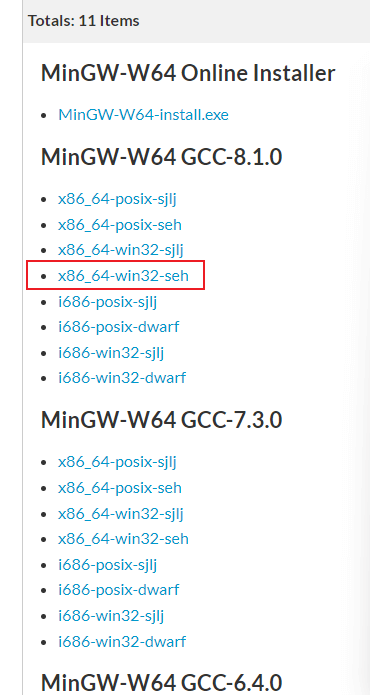 Totals: 11 Items
MinGW-W64 Online Installer
MinGW-W64-install.exe
MinGW-W64 GCC-8.1.0
x86_64-posix-sjlj
x86_64-posix-seh
x86_64-win32-sjlj
x86_64-win32-seh
i686-posix-sjlj
i686-posix-dwarf
i686-win32-sjlj
i686-win32-dwarf
MinGW-W64 GCC-7.3.0
x86_64-posix-sjlj
x86_64-posix-seh
x86_64-win32-sjlj
x86_64-win32-seh
i686-posix-sjlj
i686-posix-dwarf
i686-win32-sjlj
i686-win32-dwarf
MinGW-W64 GCC-6.4.0